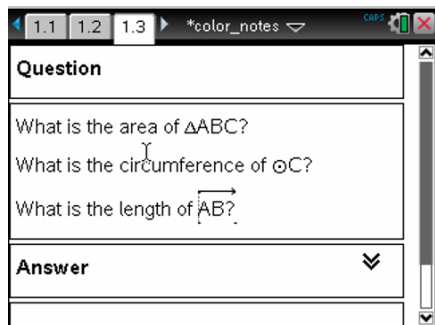 1.1 1.2 1.3 *color_notes CAPS
Question
What is the area of ∆ABC?
What is the circumference of ⊙C?
What is the length of AB?
Answer